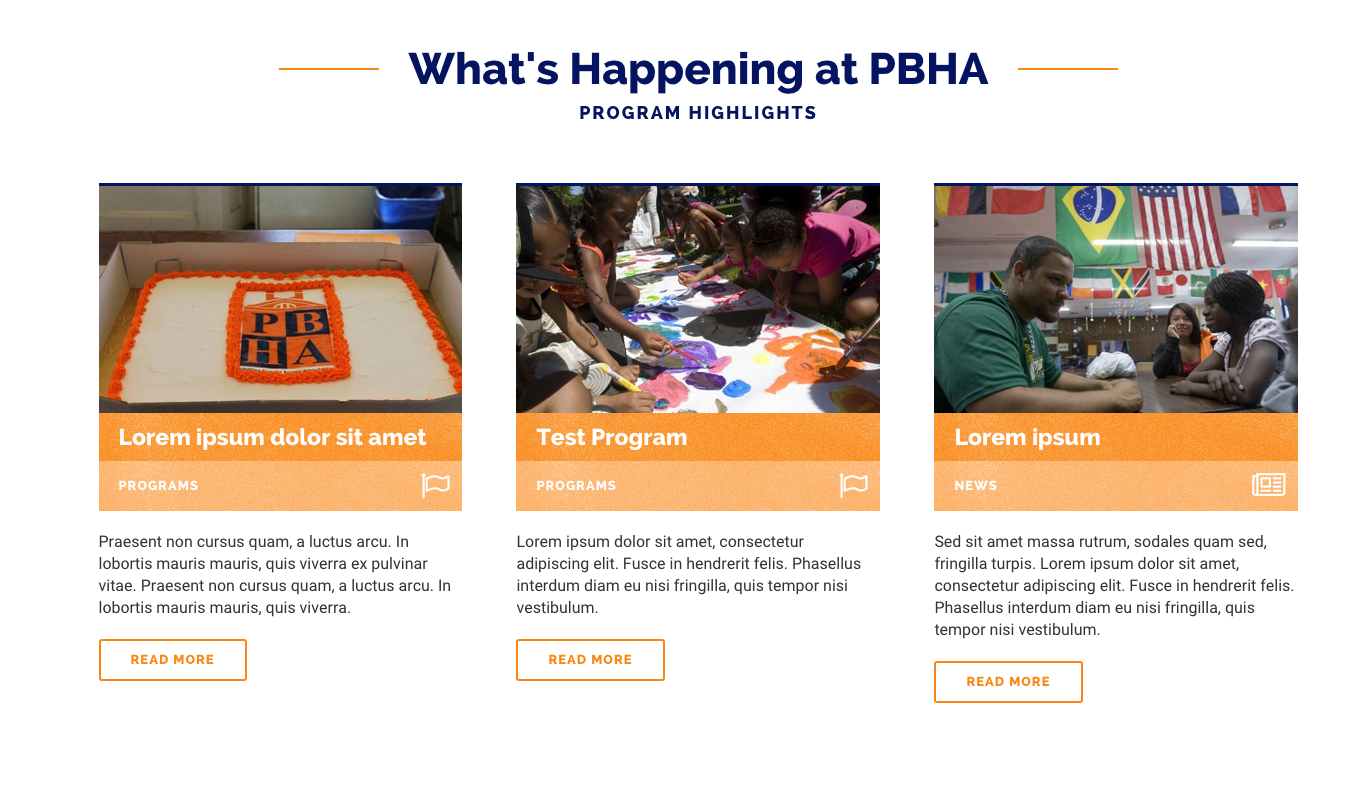 What's Happening at PBHA
PROGRAM HIGHLIGHTS
PB
HA
Lorem ipsum dolor sit amet
PROGRAMS
Praesent non cursus quam, a luctus arcu. In
lobortis mauris mauris, quis viverra ex pulvinar
vitae. Praesent non cursus quam, a luctus arcu. In
lobortis mauris mauris, quis viverra.
READ MORE
Test Program
PROGRAMS
Lorem ipsum dolor sit amet, consectetur
adipiscing elit. Fusce in hendrerit felis. Phasellus
interdum diam eu nisi fringilla, quis tempor nisi
vestibulum.
READ MORE
Lorem ipsum
NEWS
Sed sit amet massa rutrum, sodales quam sed,
fringilla turpis. Lorem ipsum dolor sit amet,
consectetur adipiscing elit. Fusce in hendrerit felis.
Phasellus interdum diam eu nisi fringilla, quis
tempor nisi vestibulum.
READ MORE